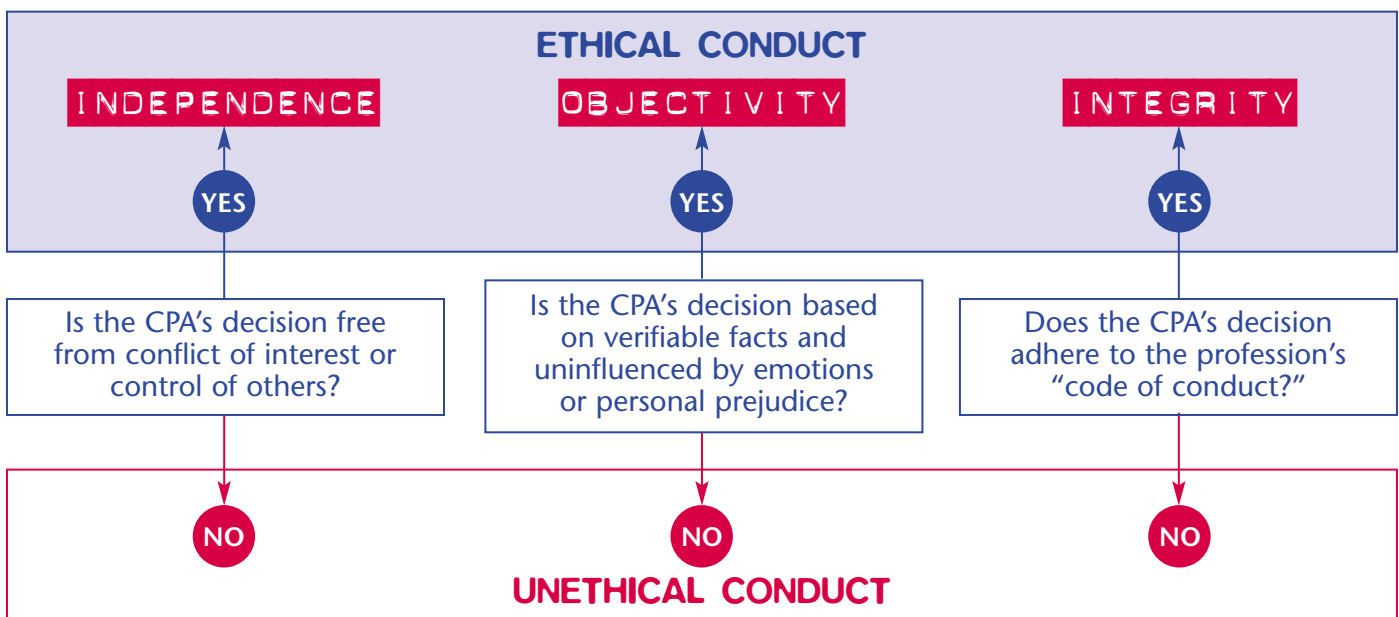 ETHICAL CONDUCT
INDEPENDENCE
OBJECTIVITY
INTEGRITY
YES
YES
YES
Is the CPA’s decision free
from conflict of interest or
control of others?
Is the CPA’s decision based
on verifiable facts and
uninfluenced by emotions
or personal prejudice?
Does the CPA’s decision
adhere to the profession’s
“code of conduct?”
NO
NO
NO
UNETHICAL CONDUCT